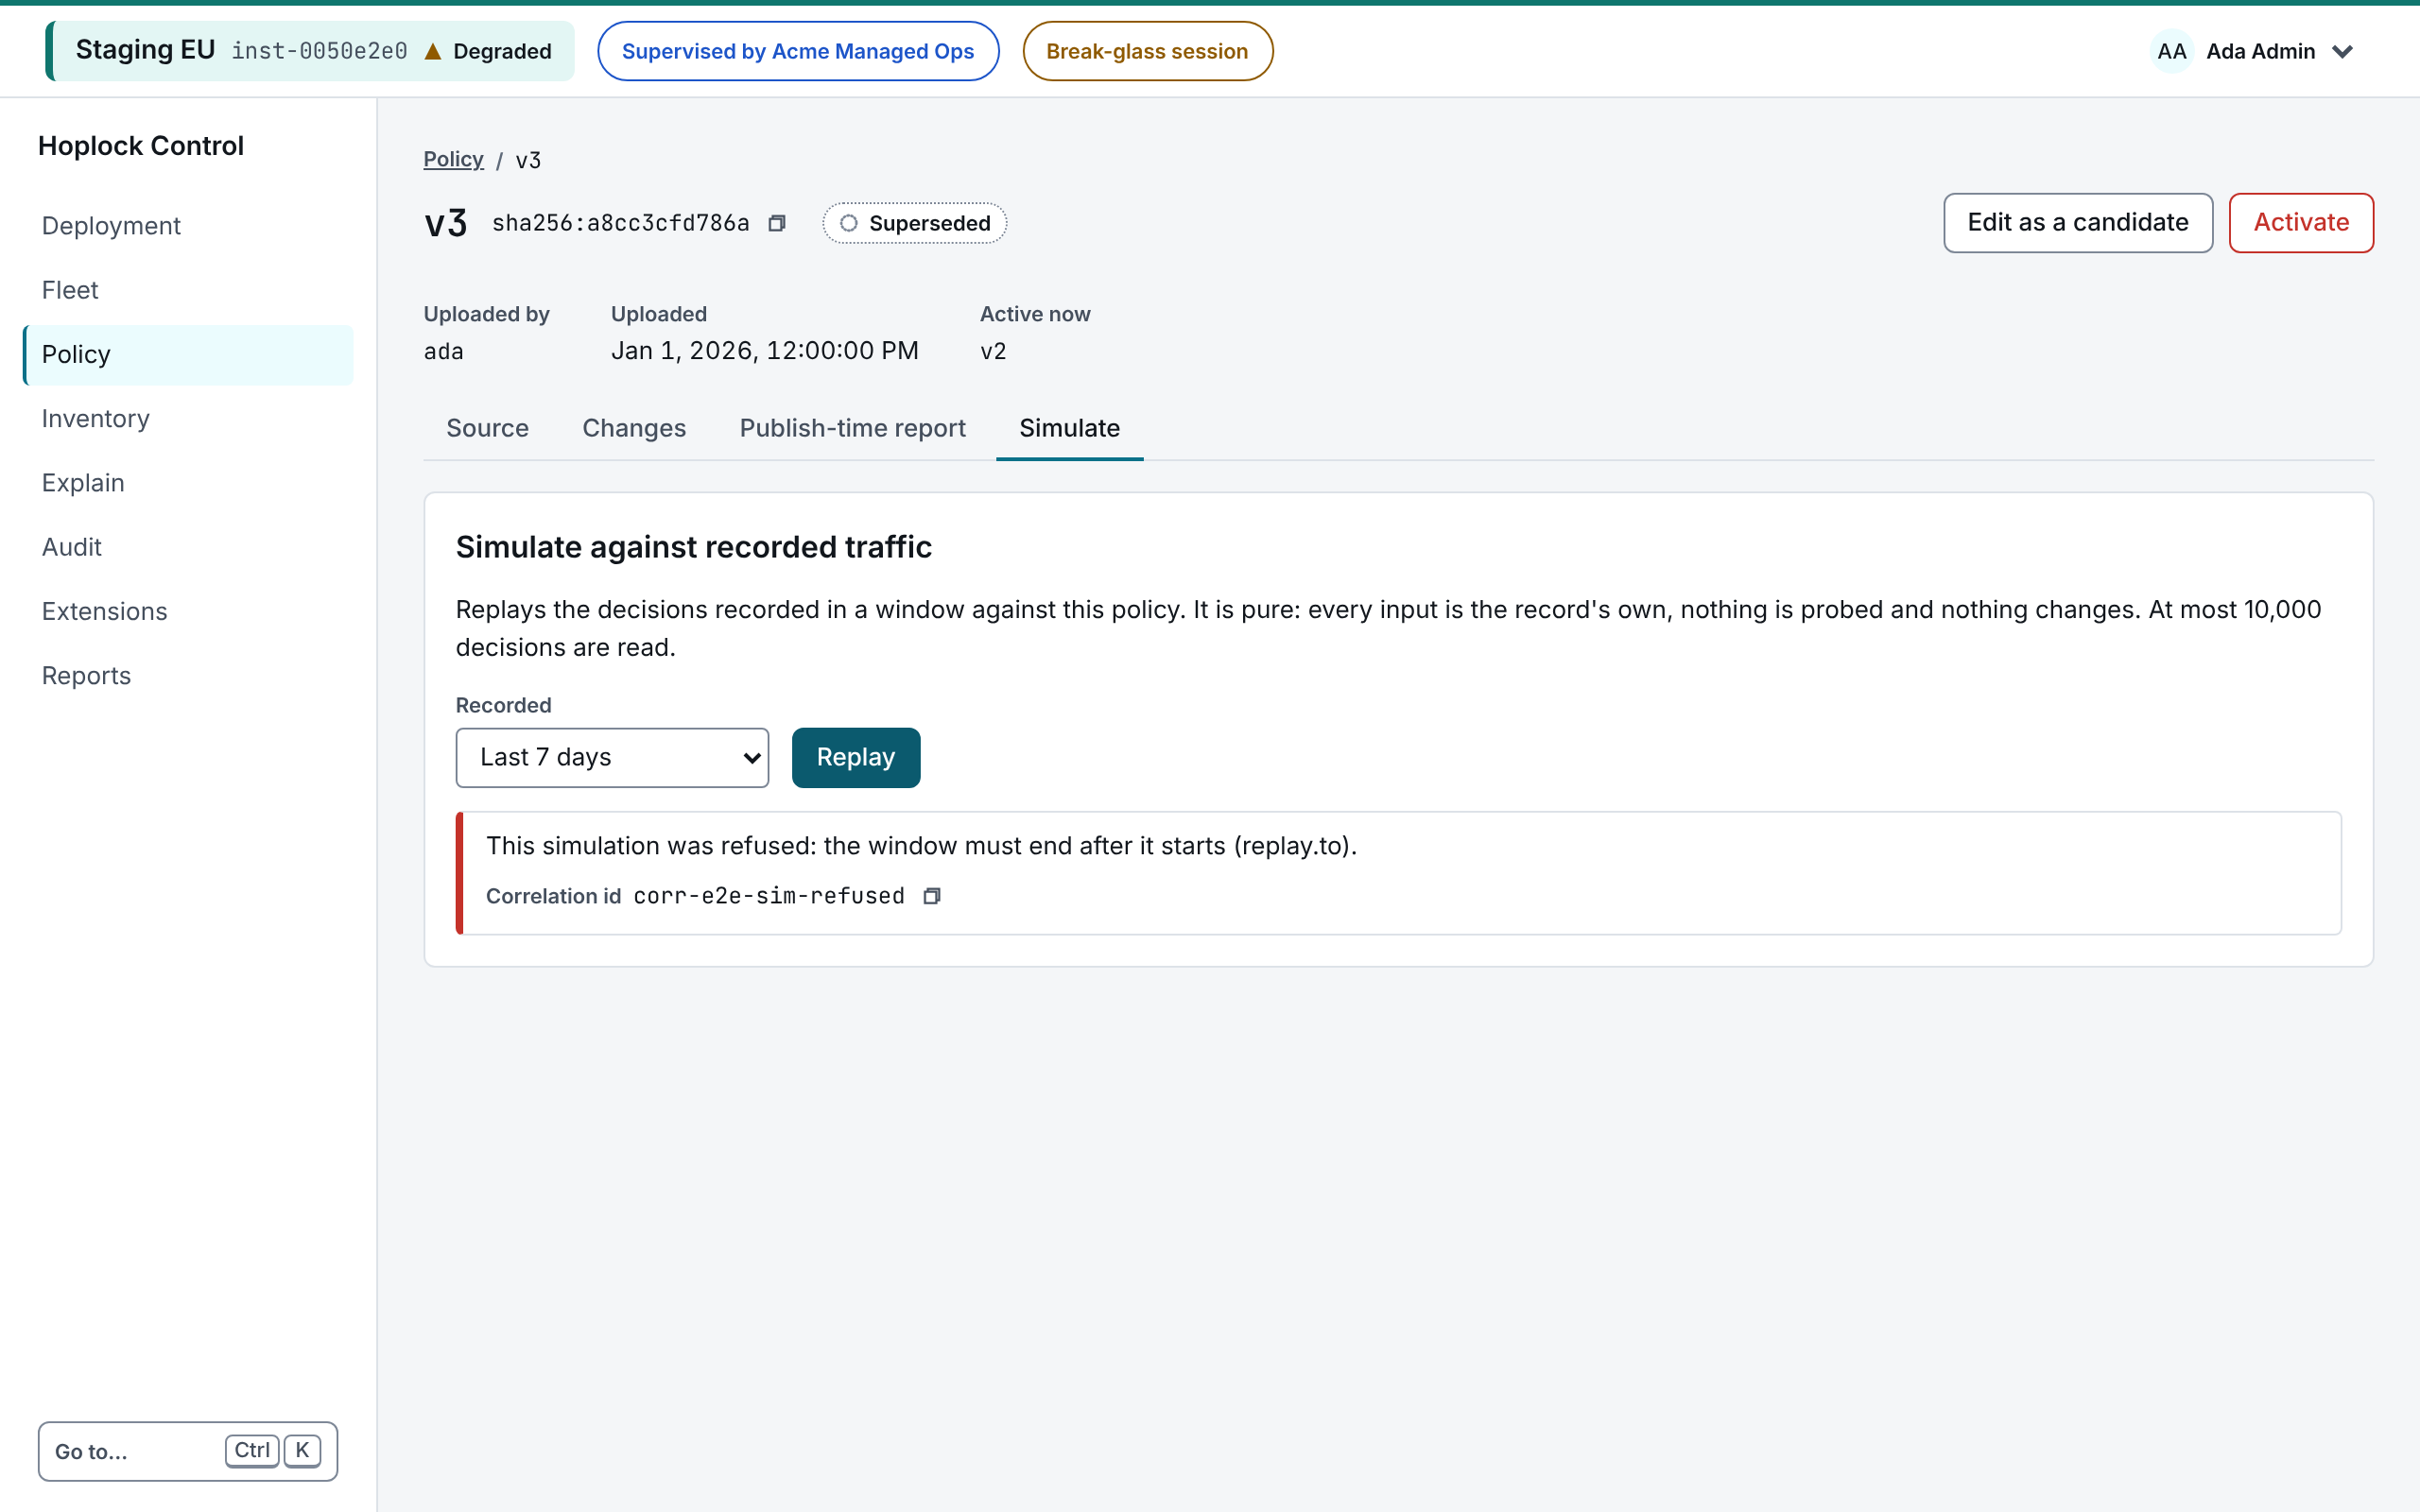 Staging EU inst-0050e2e0 Degraded
Supervised by Acme Managed Ops
Break-glass session
AA Ada Admin
Hoplock Control
Deployment
Fleet
Policy
Inventory
Explain
Audit
Extensions
Reports
Go to...
Ctrl K
Policy / v3
v3 sha256:a8cc3cfd786a Superseded
Edit as a candidate
Activate
Uploaded by Uploaded Active now
ada Jan 1, 2026, 12:00:00 PM v2
Source Changes Publish-time report Simulate
Simulate against recorded traffic
Replays the decisions recorded in a window against this policy. It is pure: every input is the record's own, nothing is probed and nothing changes. At most 10,000
decisions are read.
Recorded
Last 7 days Replay
This simulation was refused: the window must end after it starts (replay.to).
Correlation id corr-e2e-sim-refused